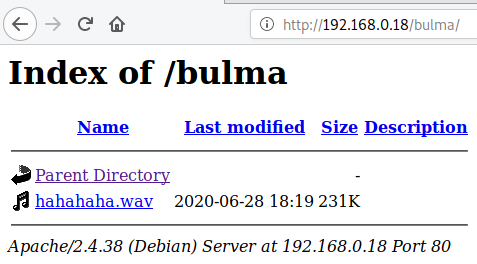 http://192.168.0.18/bulma/
Index of /bulma
Name Last modified Size Description
Parent Directory -
hahahaha.wav 2020-06-28 18:19 231K
Apache/2.4.38 (Debian) Server at 192.168.0.18 Port 80